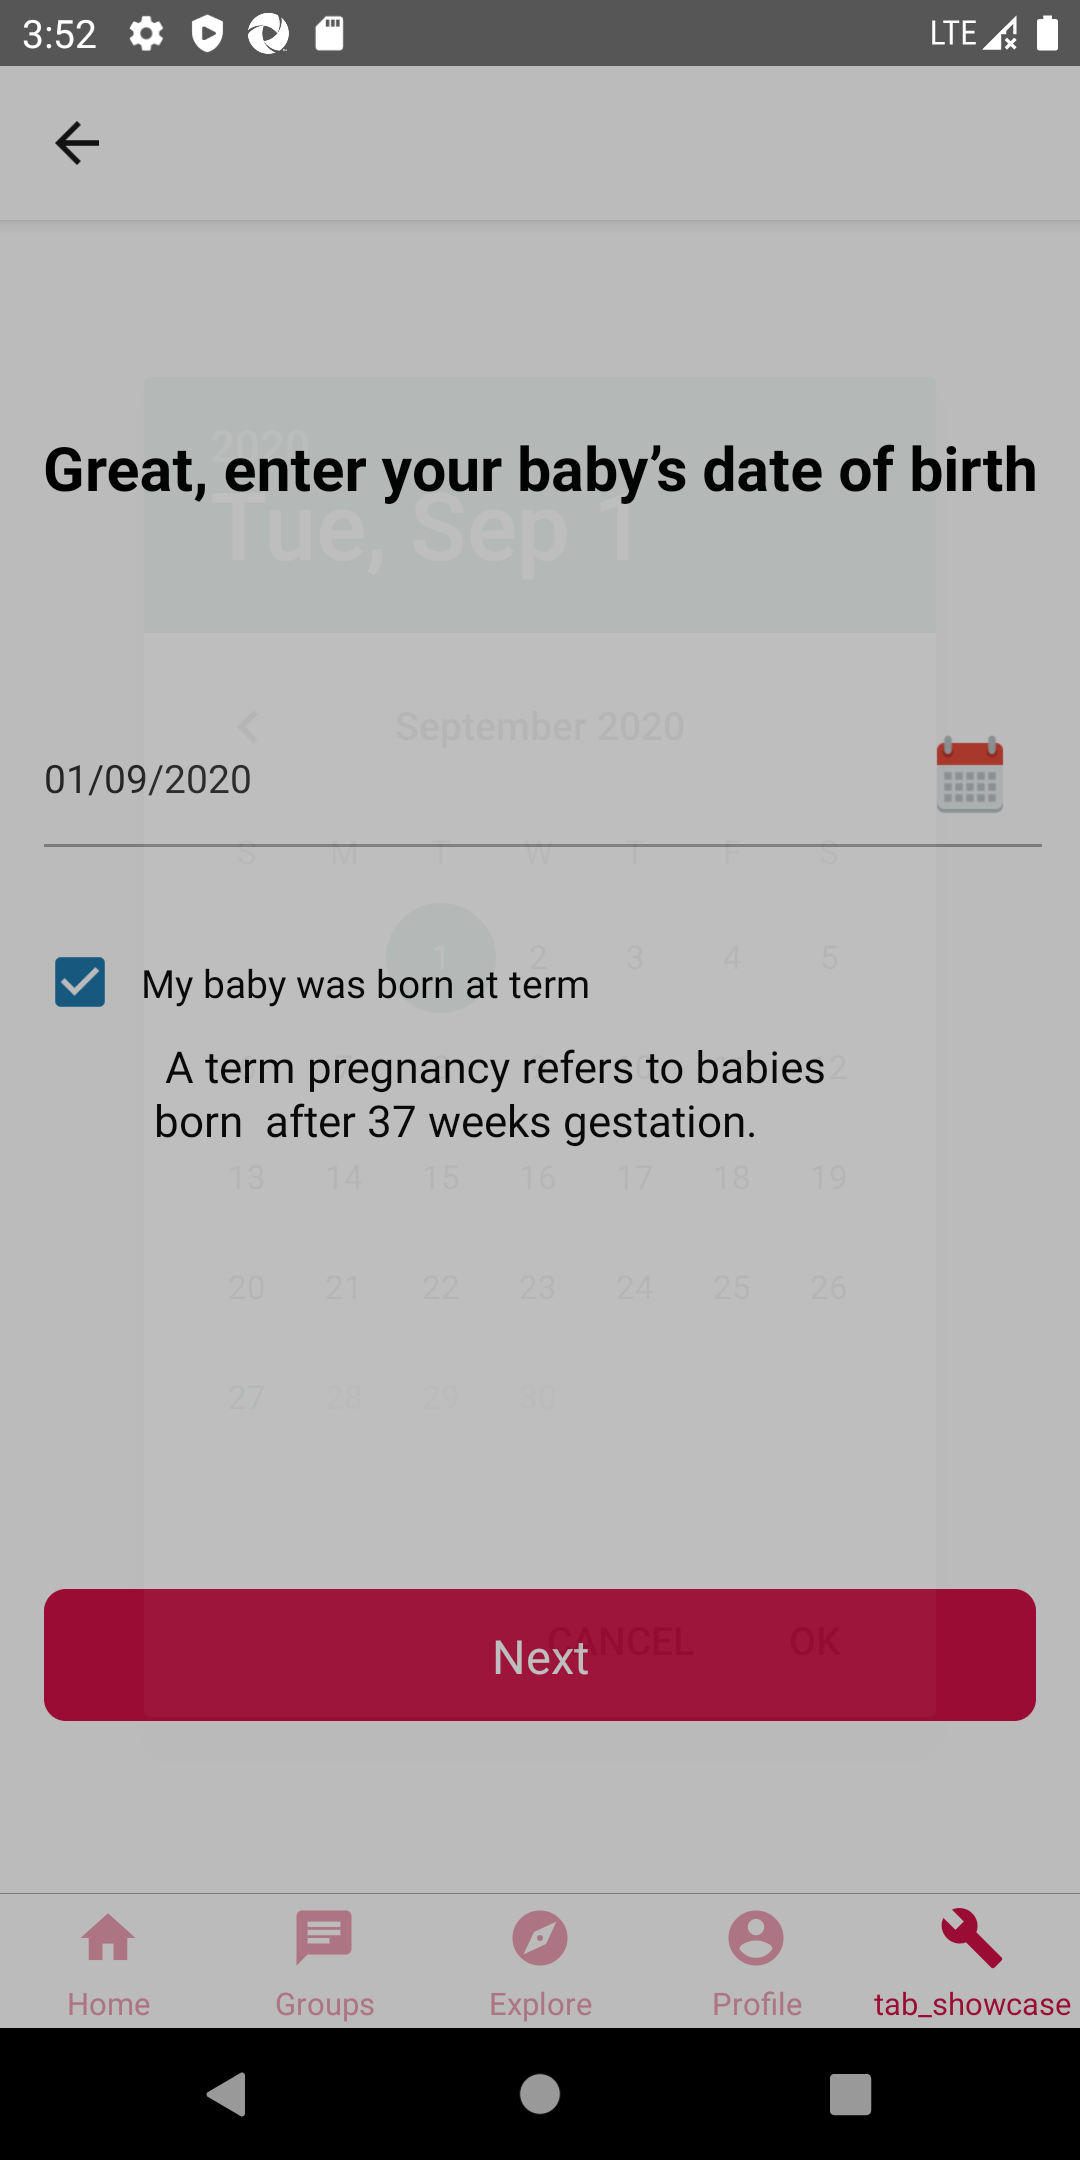 3:52 LTE
2020
Great, enter your baby’s date of birth
Tue, Sep 1
September 2020
01/09/2020
S M T W T F S
1 2 3 4 5
My baby was born at term
A term pregnancy refers to babies
born  after 37 weeks gestation.
13 14 15 16 17 18 19
20 21 22 23 24 25 26
27 28 29 30
CANCEL OK
Next
Home Groups Explore Profile tab_showcase